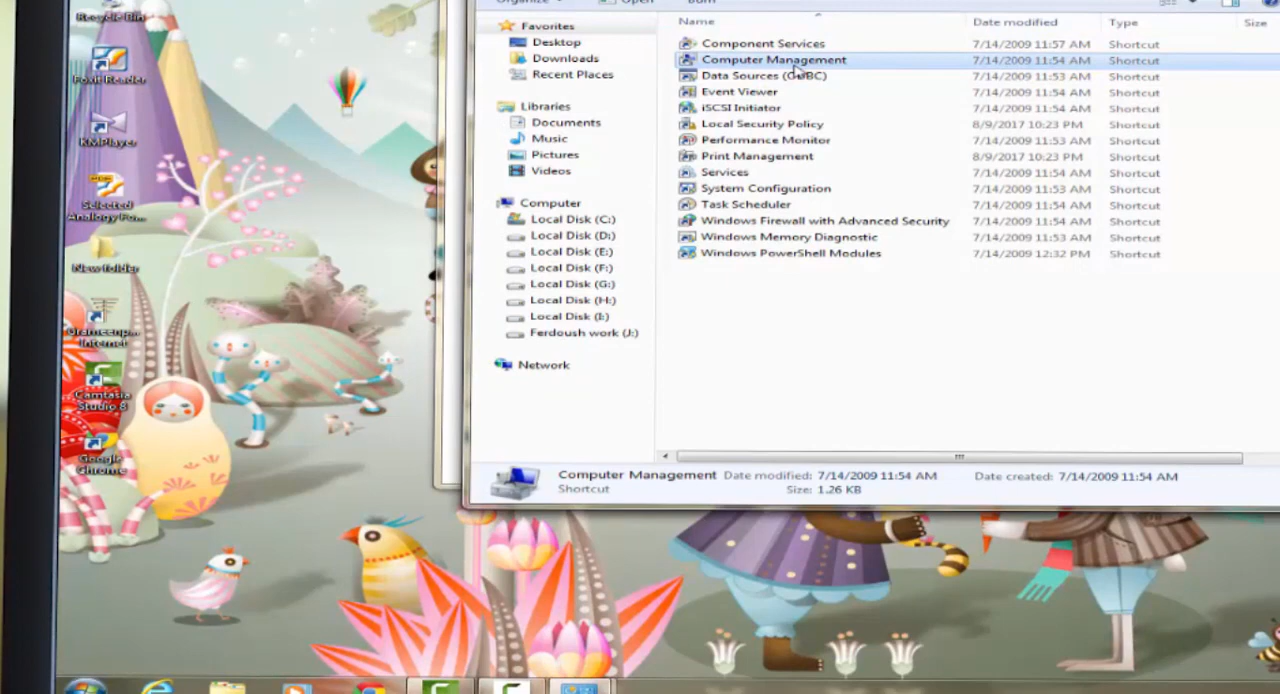 Recycle Bin
Foxit Reader
KMPlayer
Selected
Analogy Fo...
New folder
Grameenp...
Internet
Camtasia
Studio 8
Google
Chrome
Organize
Open
Burn
Favorites
Desktop
Downloads
Recent Places
Libraries
Documents
Music
Pictures
Videos
Computer
Local Disk (C:)
Local Disk (D:)
Local Disk (E:)
Local Disk (F:)
Local Disk (G:)
Local Disk (H:)
Local Disk (I:)
Ferdoush work (J:)
Network
Name Date modified Type Size
Component Services 7/14/2009 11:57 AM Shortcut
Computer Management 7/14/2009 11:54 AM Shortcut
Data Sources (ODBC) 7/14/2009 11:53 AM Shortcut
Event Viewer 7/14/2009 11:54 AM Shortcut
iSCSI Initiator 7/14/2009 11:54 AM Shortcut
Local Security Policy 8/9/2017 10:23 PM Shortcut
Performance Monitor 7/14/2009 11:53 AM Shortcut
Print Management 8/9/2017 10:23 PM Shortcut
Services 7/14/2009 11:54 AM Shortcut
System Configuration 7/14/2009 11:53 AM Shortcut
Task Scheduler 7/14/2009 11:54 AM Shortcut
Windows Firewall with Advanced Security 7/14/2009 11:54 AM Shortcut
Windows Memory Diagnostic 7/14/2009 11:53 AM Shortcut
Windows PowerShell Modules 7/14/2009 12:32 PM Shortcut
Computer Management Date modified: 7/14/2009 11:54 AM Date created: 7/14/2009 11:54 AM
Shortcut Size: 1.26 KB